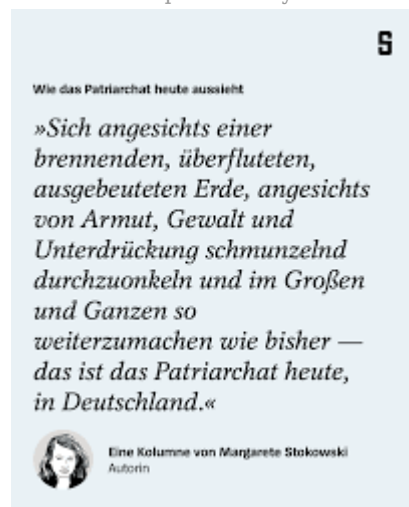 S
Wie das Patriarchat heute aussieht
»Sich angesichts einer
brennenden, überfluteten,
ausgebeuteten Erde, angesichts
von Armut, Gewalt und
Unterdrückung schmunzelnd
durchzuonkeln und im Großen
und Ganzen so
weiterzumachen wie bisher —
das ist das Patriarchat heute,
in Deutschland.«
Eine Kolumne von Margarete Stokowski
Autorin